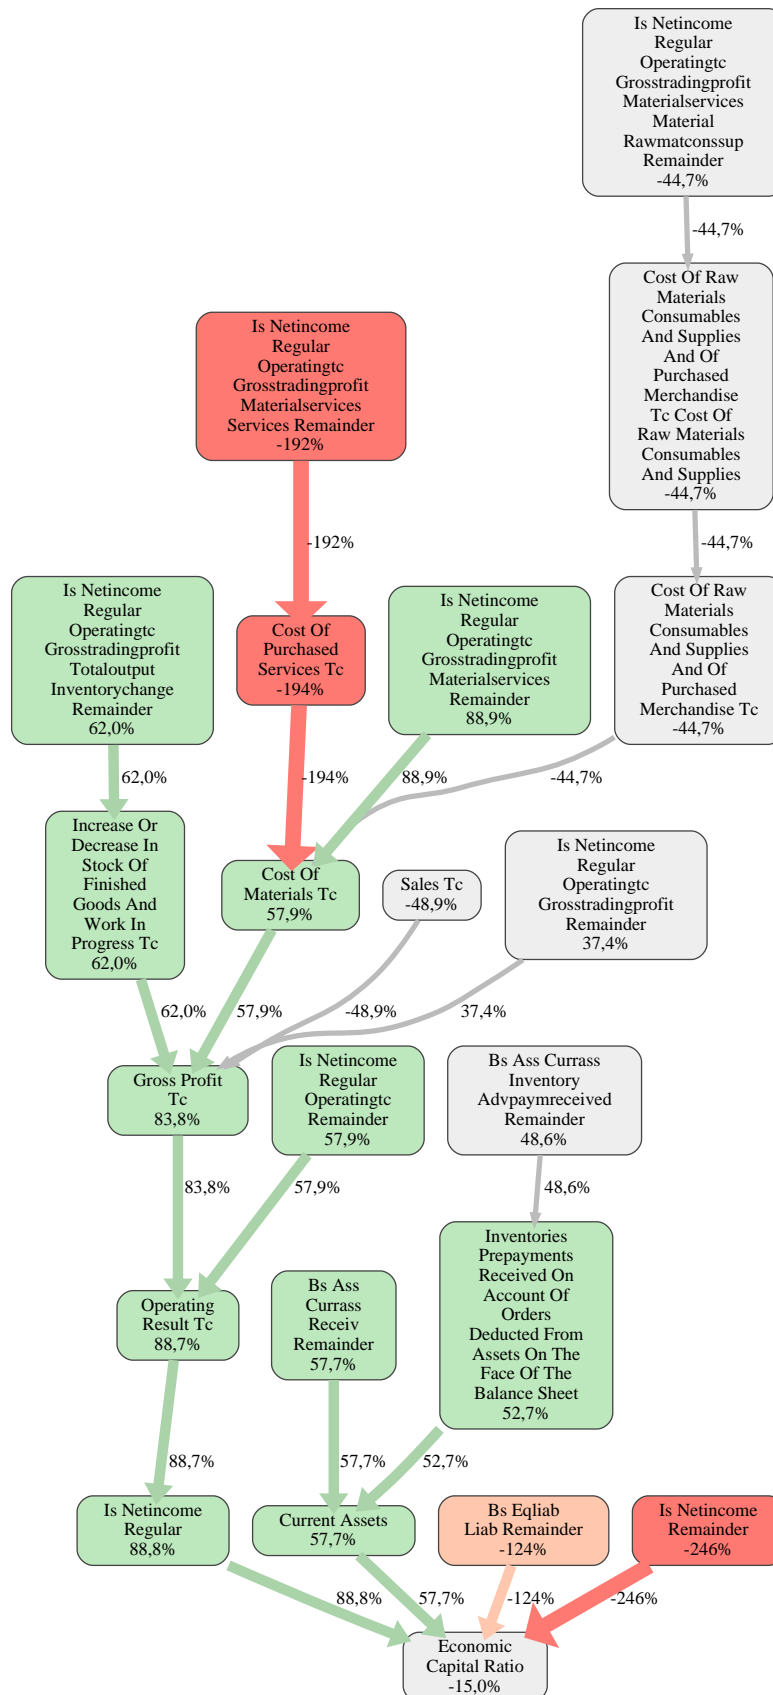 Is Netincome
Regular
Operatingtc
Grosstradingprofit
Materialservices
Material
Rawmatconssup
Remainder
-44,7%
-44,7%
Cost Of Raw
Materials
Consumables
And Supplies
And Of
Purchased
Merchandise
Tc Cost Of
Raw Materials
Consumables
And Supplies
-44,7%
Is Netincome
Regular
Operatingtc
Grosstradingprofit
Materialservices
Services Remainder
-192%
-192%
-44,7%
Is Netincome
Regular
Operatingtc
Grosstradingprofit
Totaloutput
Inventorychange
Remainder
62,0%
Cost Of
Purchased
Services Tc
-194%
Is Netincome
Regular
Operatingtc
Grosstradingprofit
Materialservices
Remainder
88,9%
Cost Of Raw
Materials
Consumables
And Supplies
And Of
Purchased
Merchandise Tc
-44,7%
62,0%
-194%
88,9%
-44,7%
Increase Or
Decrease In
Stock Of
Finished
Goods And
Work In
Progress Tc
62,0%
Cost Of
Materials Tc
57,9%
Sales Tc
-48,9%
Is Netincome
Regular
Operatingtc
Grosstradingprofit
Remainder
37,4%
62,0%
57,9%
-48,9%
37,4%
Gross Profit
Tc
83,8%
Is Netincome
Regular
Operatingtc
Remainder
57,9%
Bs Ass Currass
Inventory
Advpaymreceived
Remainder
48,6%
83,8%
57,9%
48,6%
Operating
Result Tc
88,7%
Bs Ass
Currass
Receiv
Remainder
57,7%
Inventories
Prepayments
Received On
Account Of
Orders
Deducted From
Assets On The
Face Of The
Balance Sheet
52,7%
88,7%
57,7%
52,7%
Is Netincome
Regular
88,8%
Current Assets
57,7%
Bs Eqliab
Liab Remainder
-124%
Is Netincome
Remainder
-246%
88,8%
57,7%
-124%
-246%
Economic
Capital Ratio
-15,0%